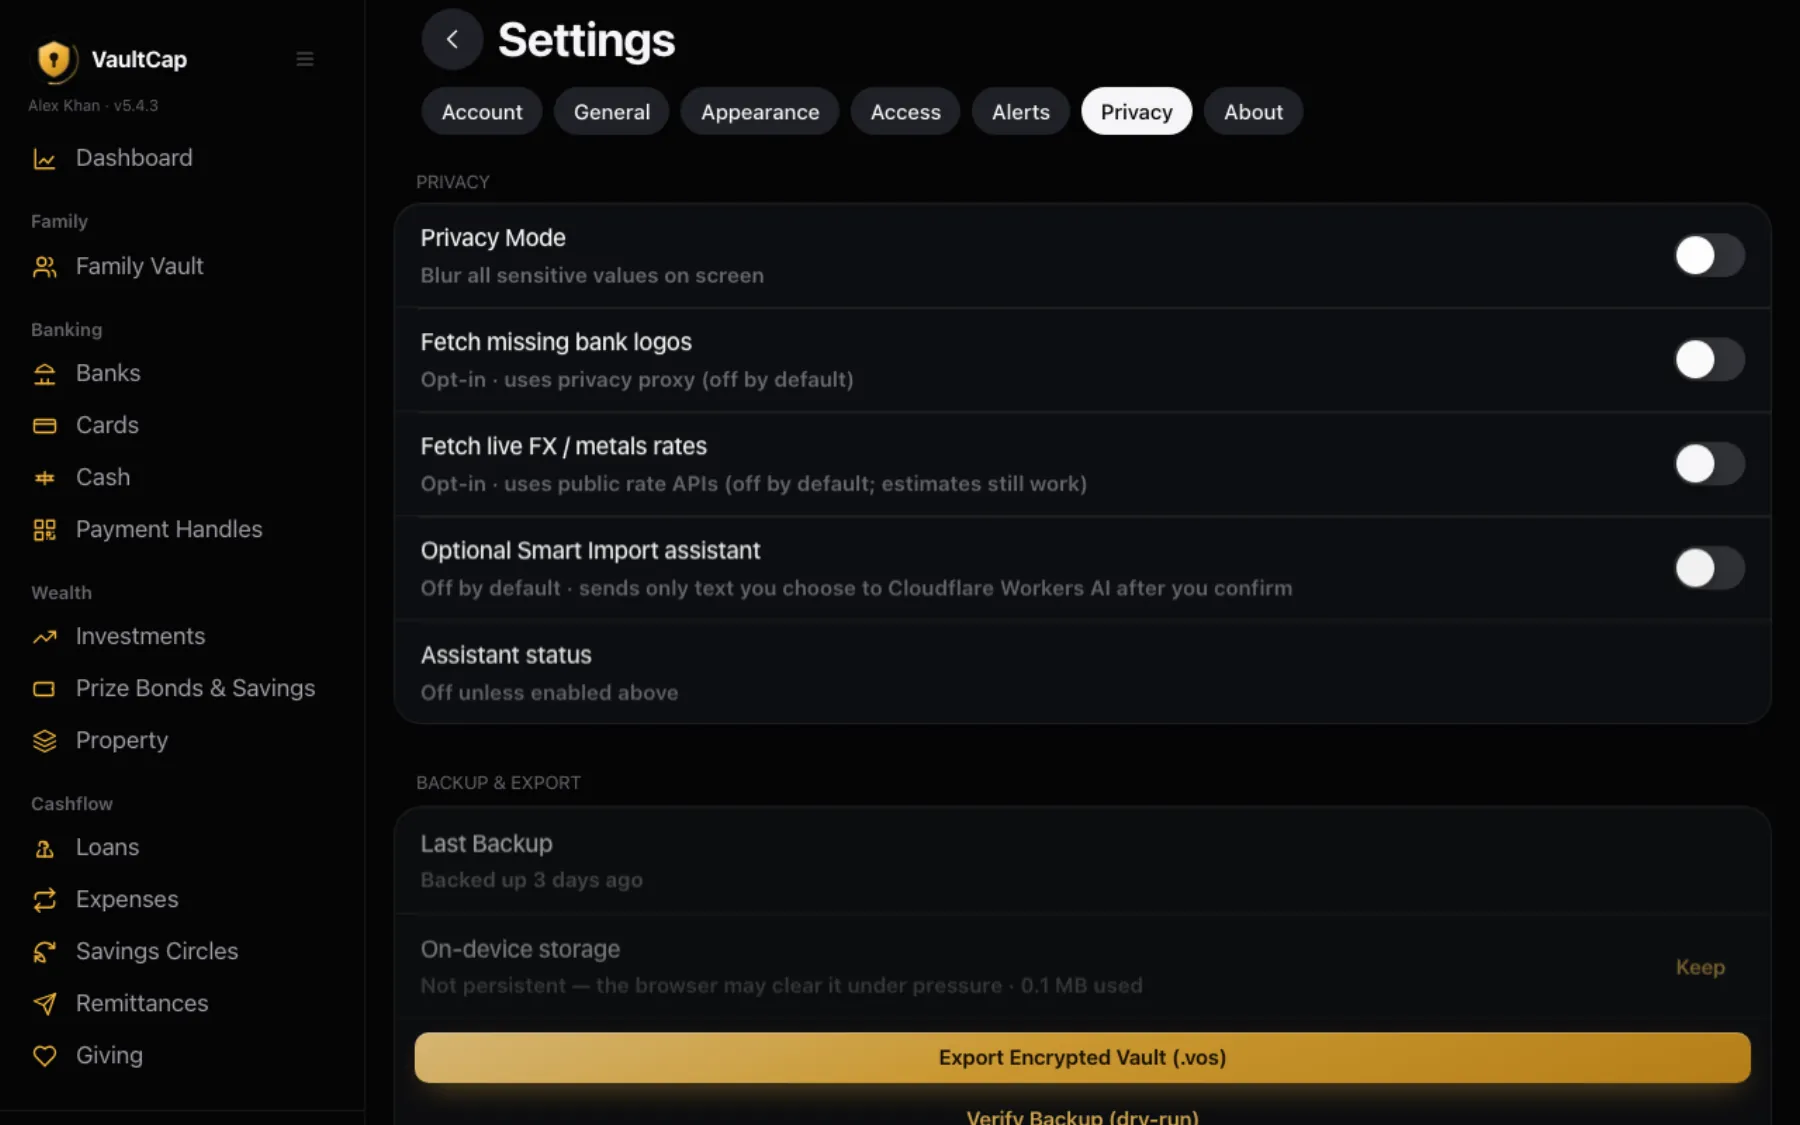 VaultCap
Alex Khan · v5.4.3
Dashboard
Family
Family Vault
Banking
Banks
Cards
Cash
Payment Handles
Wealth
Investments
Prize Bonds & Savings
Property
Cashflow
Loans
Expenses
Savings Circles
Remittances
Giving
Settings
Account General Appearance Access Alerts Privacy About
PRIVACY
Privacy Mode
Blur all sensitive values on screen
Fetch missing bank logos
Opt-in · uses privacy proxy (off by default)
Fetch live FX / metals rates
Opt-in · uses public rate APIs (off by default; estimates still work)
Optional Smart Import assistant
Off by default · sends only text you choose to Cloudflare Workers AI after you confirm
Assistant status
Off unless enabled above
BACKUP & EXPORT
Last Backup
Backed up 3 days ago
On-device storage
Not persistent — the browser may clear it under pressure · 0.1 MB used
Keep
Export Encrypted Vault (.vos)
Verify Backup (dry-run)